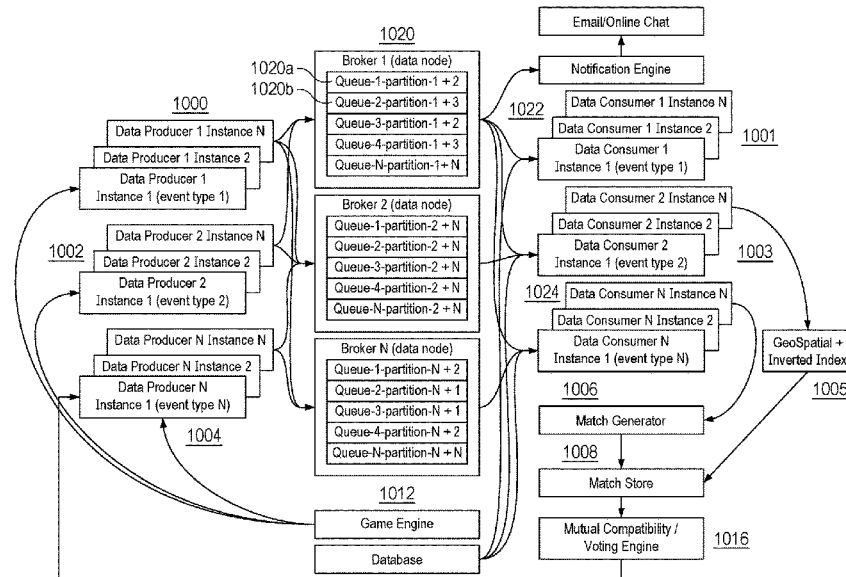 1000
Data Producer 1 Instance N
Data Producer 1 Instance 2
Data Producer 1
Instance 1 (event type 1)
1002
Data Producer 2 Instance N
Data Producer 2 Instance 2
Data Producer 2
Instance 1 (event type 2)
Data Producer N Instance N
Data Producer N Instance 2
Data Producer N
Instance 1 (event type N)
1004
1020
1020a
1020b
Broker 1 (data node)
Queue-1-partition-1 + 2
Queue-2-partition-1 + 3
Queue-3-partition-1 + 2
Queue-4-partition-1 + 3
Queue-N-partition-1+ N
Broker 2 (data node)
Queue-1-partition-2 + N
Queue-2-partition-2 + N
Queue-3-partition-2 + N
Queue-4-partition-2 + N
Queue-N-partition-2 + N
Broker N (data node)
Queue-1-partition-N + 2
Queue-2-partition-N + 1
Queue-3-partition-N + 1
Queue-4-partition-N + 2
Queue-N-partition-N + N
1012
Game Engine
Database
Email/Online Chat
Notification Engine
1022
Data Consumer 1 Instance N
Data Consumer 1 Instance 2
Data Consumer 1
Instance 1 (event type 1)
1001
Data Consumer 2 Instance N
Data Consumer 2 Instance 2
Data Consumer 2
Instance 1 (event type 2)
1003
1024
Data Consumer N Instance N
Data Consumer N Instance 2
Data Consumer N
Instance 1 (event type N)
GeoSpatial +
Inverted Index
1005
1006
Match Generator
1008
Match Store
Mutual Compatibility /
Voting Engine
1016